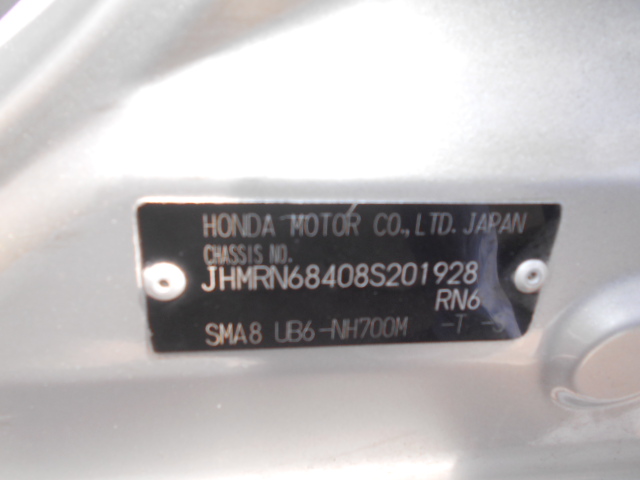 HONDA MOTOR CO.,LTD. JAPAN
CHASSIS NO.
JHMRN68408S201928
RN6
SMA8 UB6-NH700M -T -S